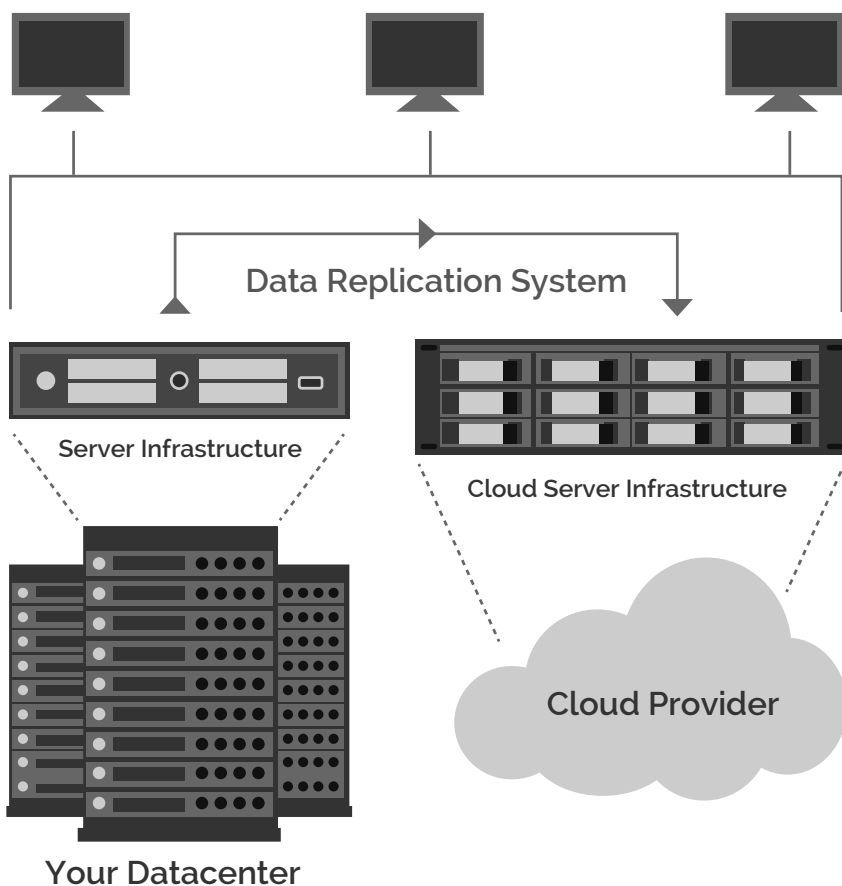 Data Replication System
Server Infrastructure
Cloud Server Infrastructure
Cloud Provider
Your Datacenter